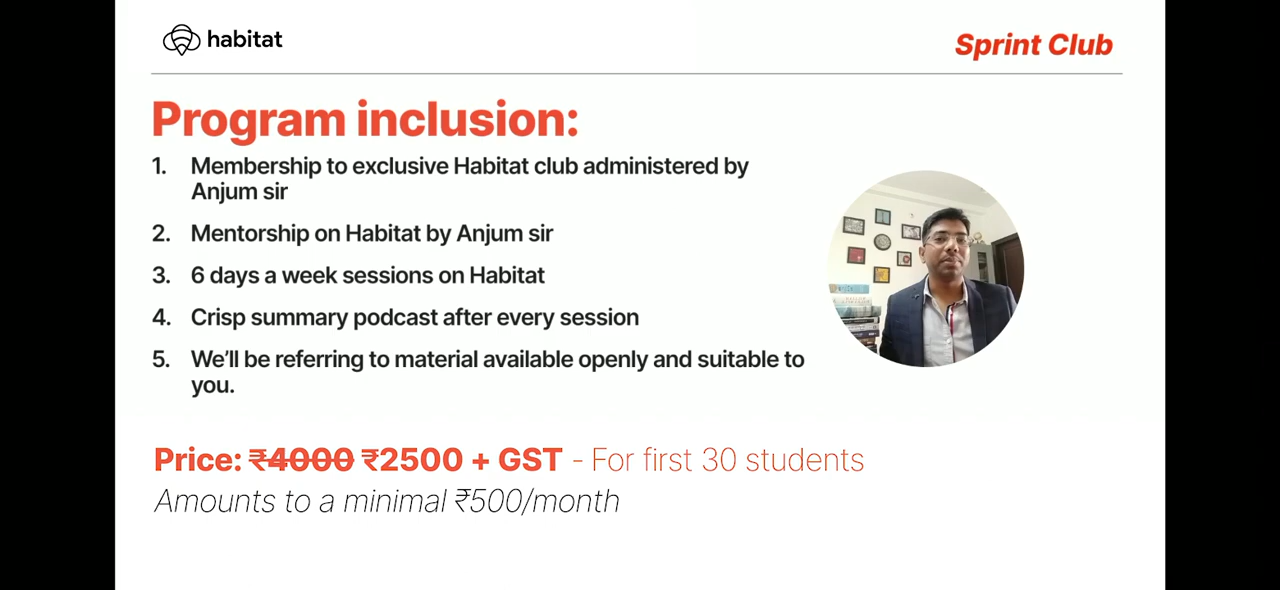 habitat
Sprint Club
Program inclusion:
1. Membership to exclusive Habitat club administered by
Anjum sir
2. Mentorship on Habitat by Anjum sir
3. 6 days a week sessions on Habitat
4. Crisp summary podcast after every session
5. We'll be referring to material available openly and suitable to
you.
Price: ₹4000 ₹2500 + GST - For first 30 students
Amounts to a minimal ₹500/month